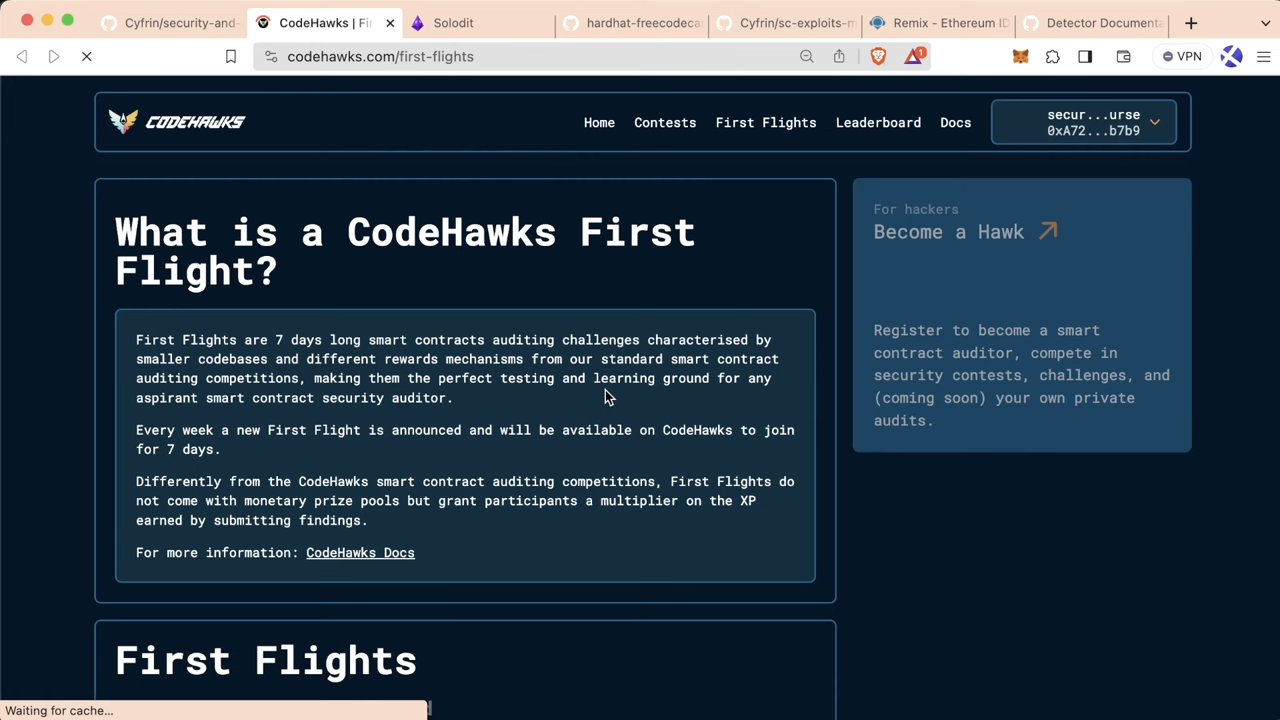 Cyfrin/security-and-
CodeHawks | Fir
Solodit
hardhat-freecodeca
Cyfrin/sc-exploits-m
Remix - Ethereum ID
Detector Documenta
codehawks.com/first-flights
1
VPN
CODEHAWKS
Home
Contests
First Flights
Leaderboard
Docs
secur...urse
0xA72...b7b9
What is a CodeHawks First
Flight?
First Flights are 7 days long smart contracts auditing challenges characterised by
smaller codebases and different rewards mechanisms from our standard smart contract
auditing competitions, making them the perfect testing and learning ground for any
aspirant smart contract security auditor.
Every week a new First Flight is announced and will be available on CodeHawks to join
for 7 days.
Differently from the CodeHawks smart contract auditing competitions, First Flights do
not come with monetary prize pools but grant participants a multiplier on the XP
earned by submitting findings.
For more information: CodeHawks Docs
For hackers
Become a Hawk
Register to become a smart
contract auditor, compete in
security contests, challenges, and
(coming soon) your own private
audits.
First Flights
Waiting for cache...